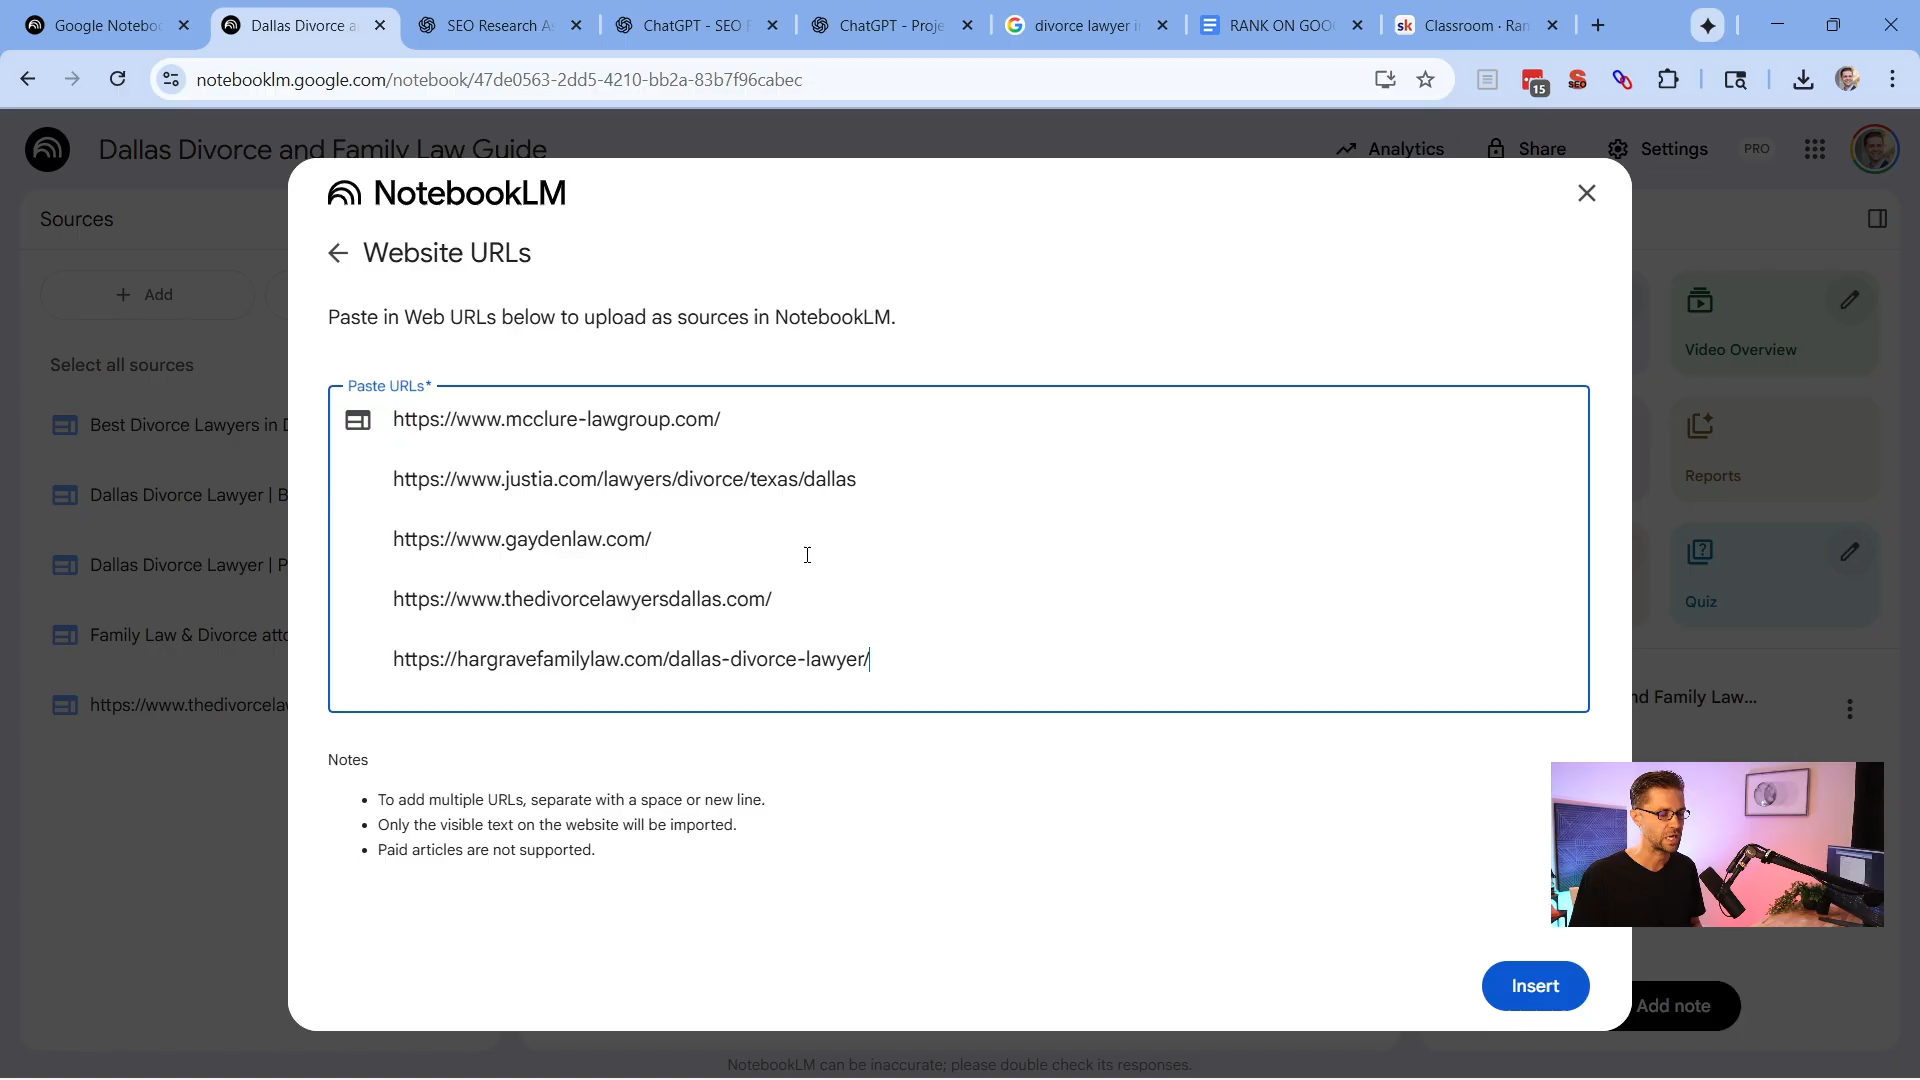 Google Notebo
Dallas Divorce a
SEO Research As
ChatGPT - SEO F
ChatGPT - Proje
divorce lawyer i
RANK ON GOO
Classroom · Ran
notebooklm.google.com/notebook/47de0563-2dd5-4210-bb2a-83b7f96cabec
15
SEO
Dallas Divorce and Family Law Guide
Analytics
Share
Settings
PRO
Sources
+ Add
Select all sources
Best Divorce Lawyers in D
Dallas Divorce Lawyer | B
Dallas Divorce Lawyer | P
Family Law & Divorce atto
https://www.thedivorcelaw
NotebookLM
Website URLs
Paste in Web URLs below to upload as sources in NotebookLM.
Paste URLs*
https://www.mcclure-lawgroup.com/
https://www.justia.com/lawyers/divorce/texas/dallas
https://www.gaydenlaw.com/
https://www.thedivorcelawyersdallas.com/
https://hargravefamilylaw.com/dallas-divorce-lawyer/
Notes
• To add multiple URLs, separate with a space or new line.
• Only the visible text on the website will be imported.
• Paid articles are not supported.
Insert
Video Overview
Reports
Quiz
nd Family Law...
Add note
NotebookLM can be inaccurate; please double check its responses.